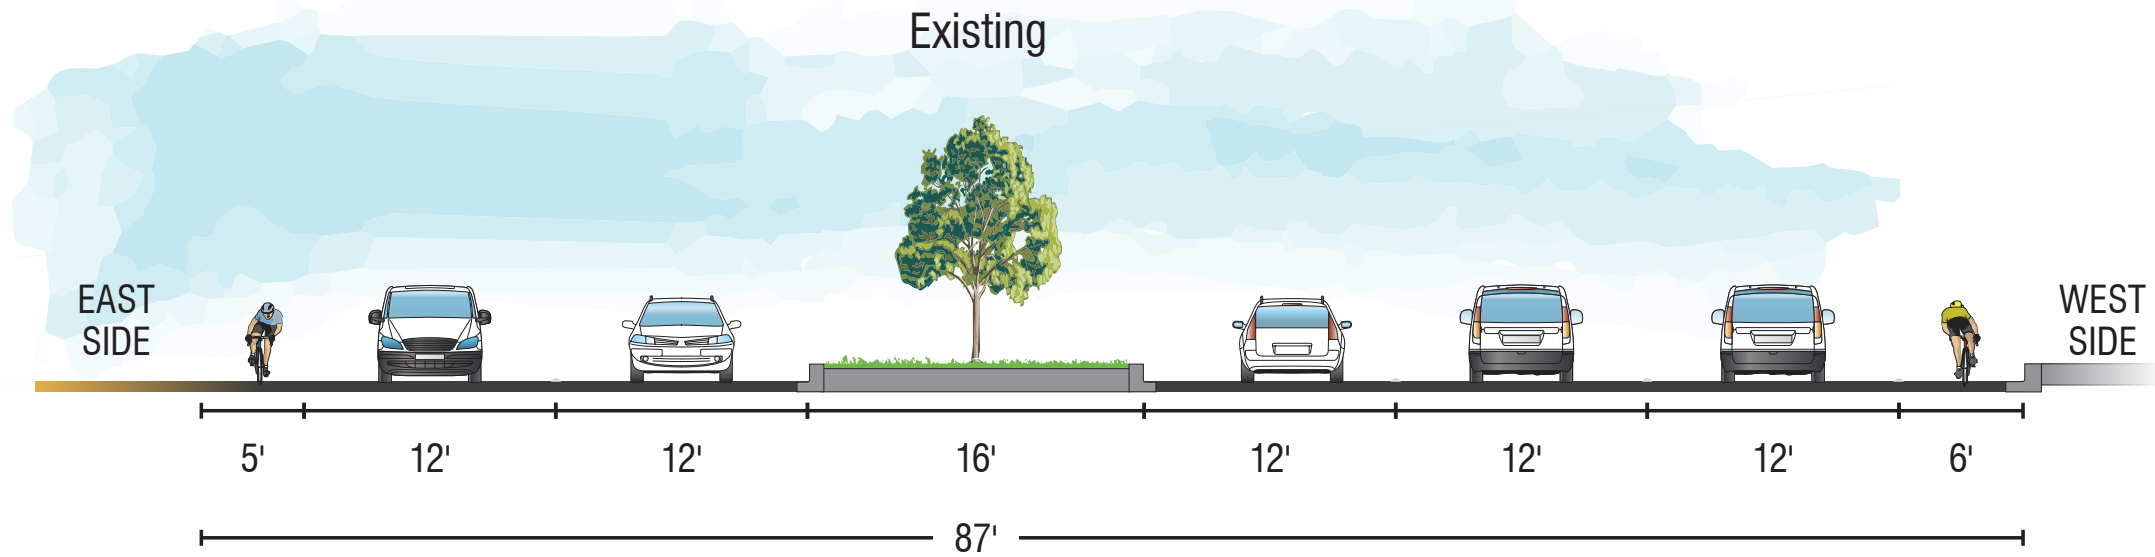 Existing
EAST
SIDE
WEST
SIDE
5' 12' 12' 16' 12' 12' 12' 6'
87'